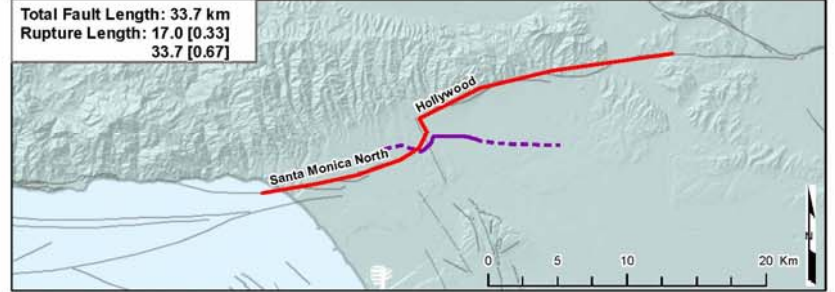 Total Fault Length: 33.7 km
Rupture Length: 17.0 [0.33]
33.7 [0.67]
Hollywood
Santa Monica North
N
0 5 10 20 Km